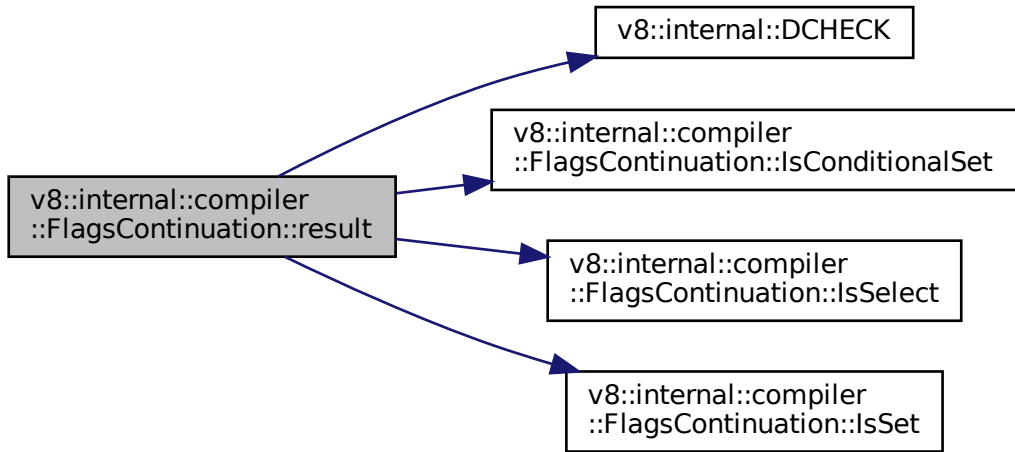 v8::internal::compiler
::FlagsContinuation::result
v8::internal::DCHECK
v8::internal::compiler
::FlagsContinuation::IsConditionalSet
v8::internal::compiler
::FlagsContinuation::IsSelect
v8::internal::compiler
::FlagsContinuation::IsSet